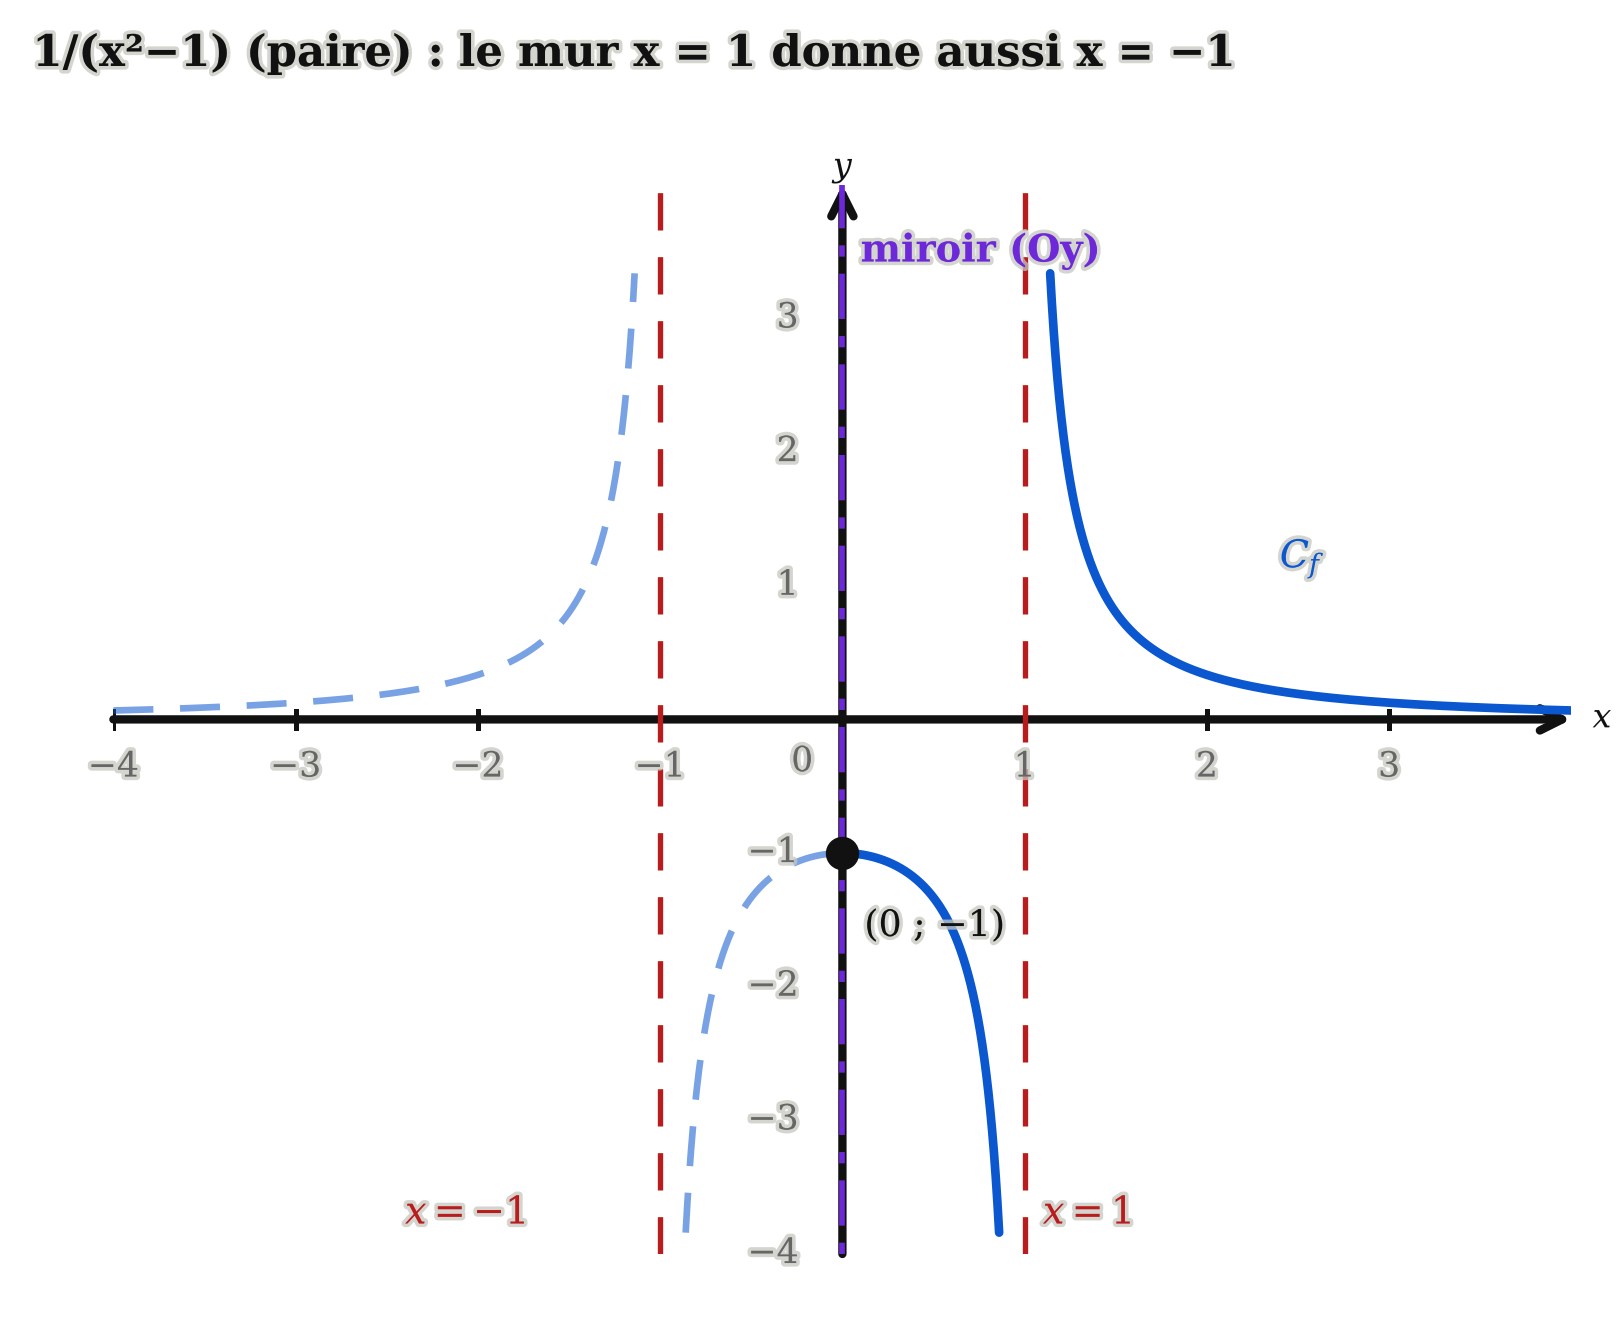 1/(x²−1) (paire) : le mur x = 1 donne aussi x = −1
y
miroir (Oy)
3
2
C_f
1
x
−4 −3 −2 −1 0 1 2 3
−1
(0 ; −1)
−2
−3
x = −1
x = 1
−4